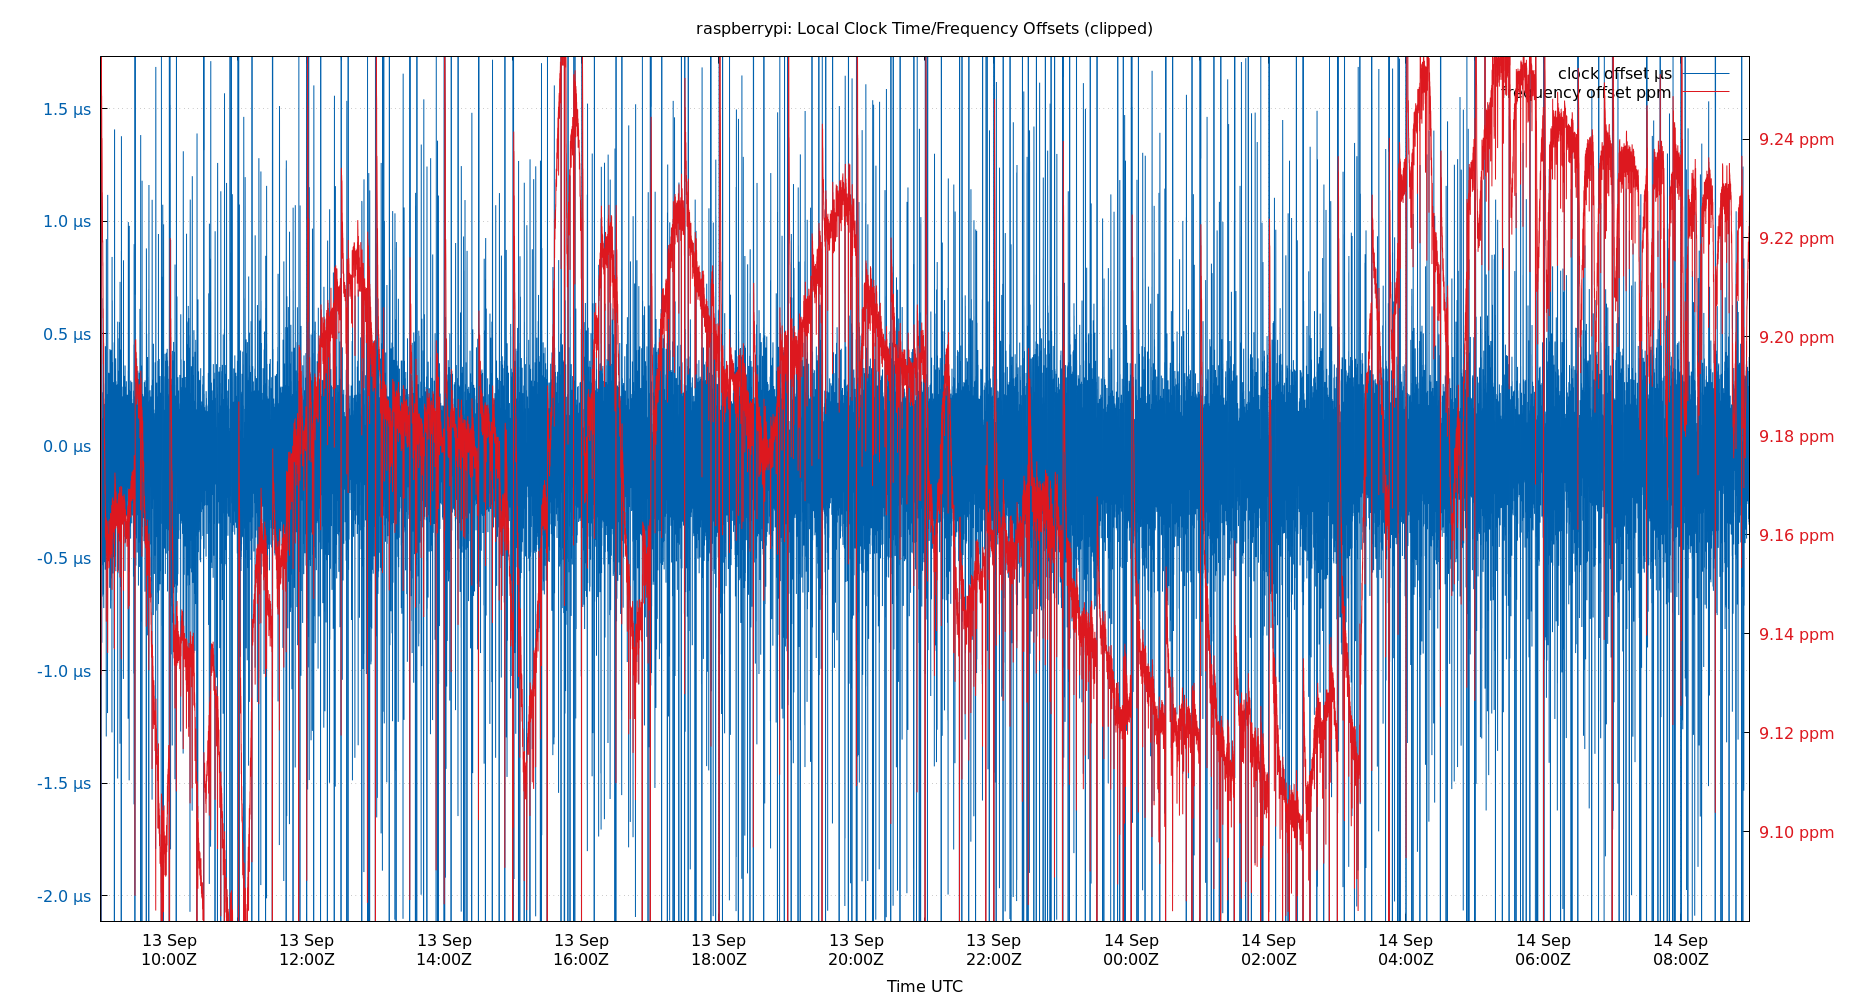 raspberrypi: Local Clock Time/Frequency Offsets (clipped)
clock offset µs
frequency offset ppm
1.5 µs
1.0 µs
0.5 µs
0.0 µs
-0.5 µs
-1.0 µs
-1.5 µs
-2.0 µs
9.24 ppm
9.22 ppm
9.20 ppm
9.18 ppm
9.16 ppm
9.14 ppm
9.12 ppm
9.10 ppm
13 Sep 13 Sep 13 Sep 13 Sep 13 Sep 13 Sep 13 Sep 14 Sep 14 Sep 14 Sep 14 Sep 14 Sep
10:00Z 12:00Z 14:00Z 16:00Z 18:00Z 20:00Z 22:00Z 00:00Z 02:00Z 04:00Z 06:00Z 08:00Z
Time UTC